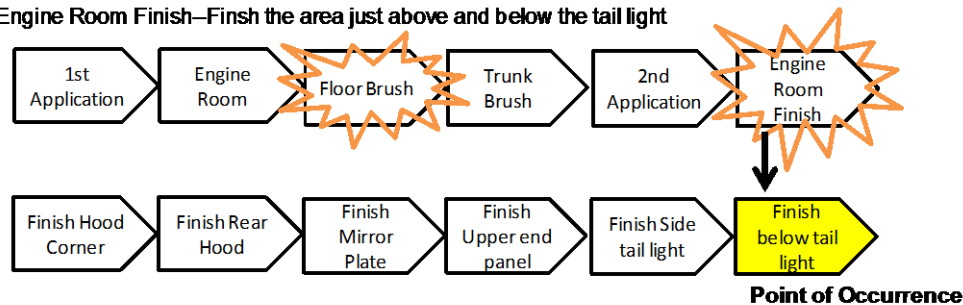 Engine Room Finish–Finsh the area just above and below the tail light
1st
Application
Engine
Room
Floor Brush
Trunk
Brush
2nd
Application
Engine
Room
Finish
Finish Hood
Corner
Finish Rear
Hood
Finish
Mirror
Plate
Finish
Upper end
panel
Finish Side
tail light
Finish
below tail
light
Point of Occurrence